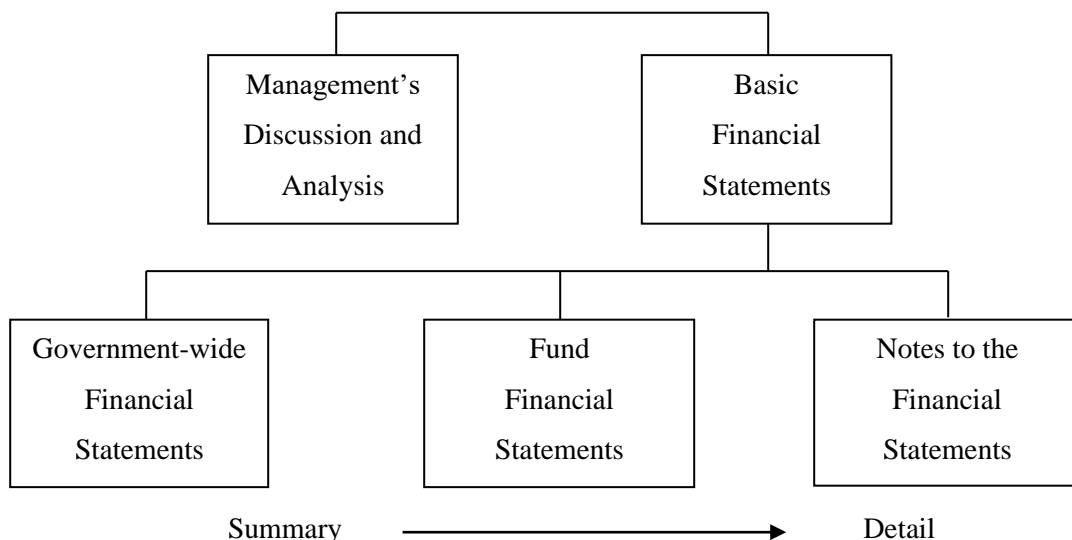 Management’s
Discussion and
Analysis
Basic
Financial
Statements
Government-wide
Financial
Statements
Fund
Financial
Statements
Notes to the
Financial
Statements
Summary
Detail